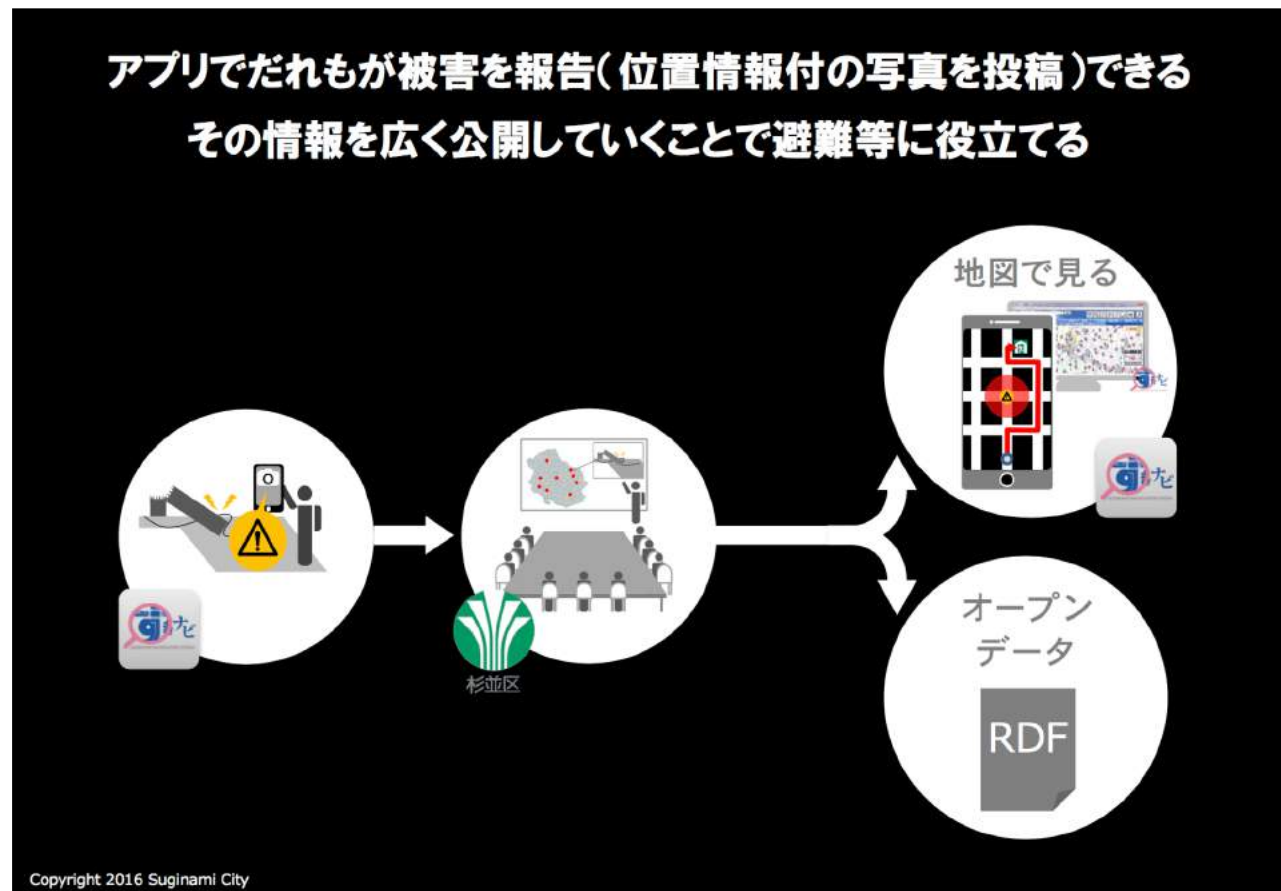 アプリでだれもが被害を報告(位置情報付の写真を投稿)できる
その情報を広く公開していくことで避難等に役立てる
地図で見る
杉並区
オープン
データ
RDF
Copyright 2016 Suginami City